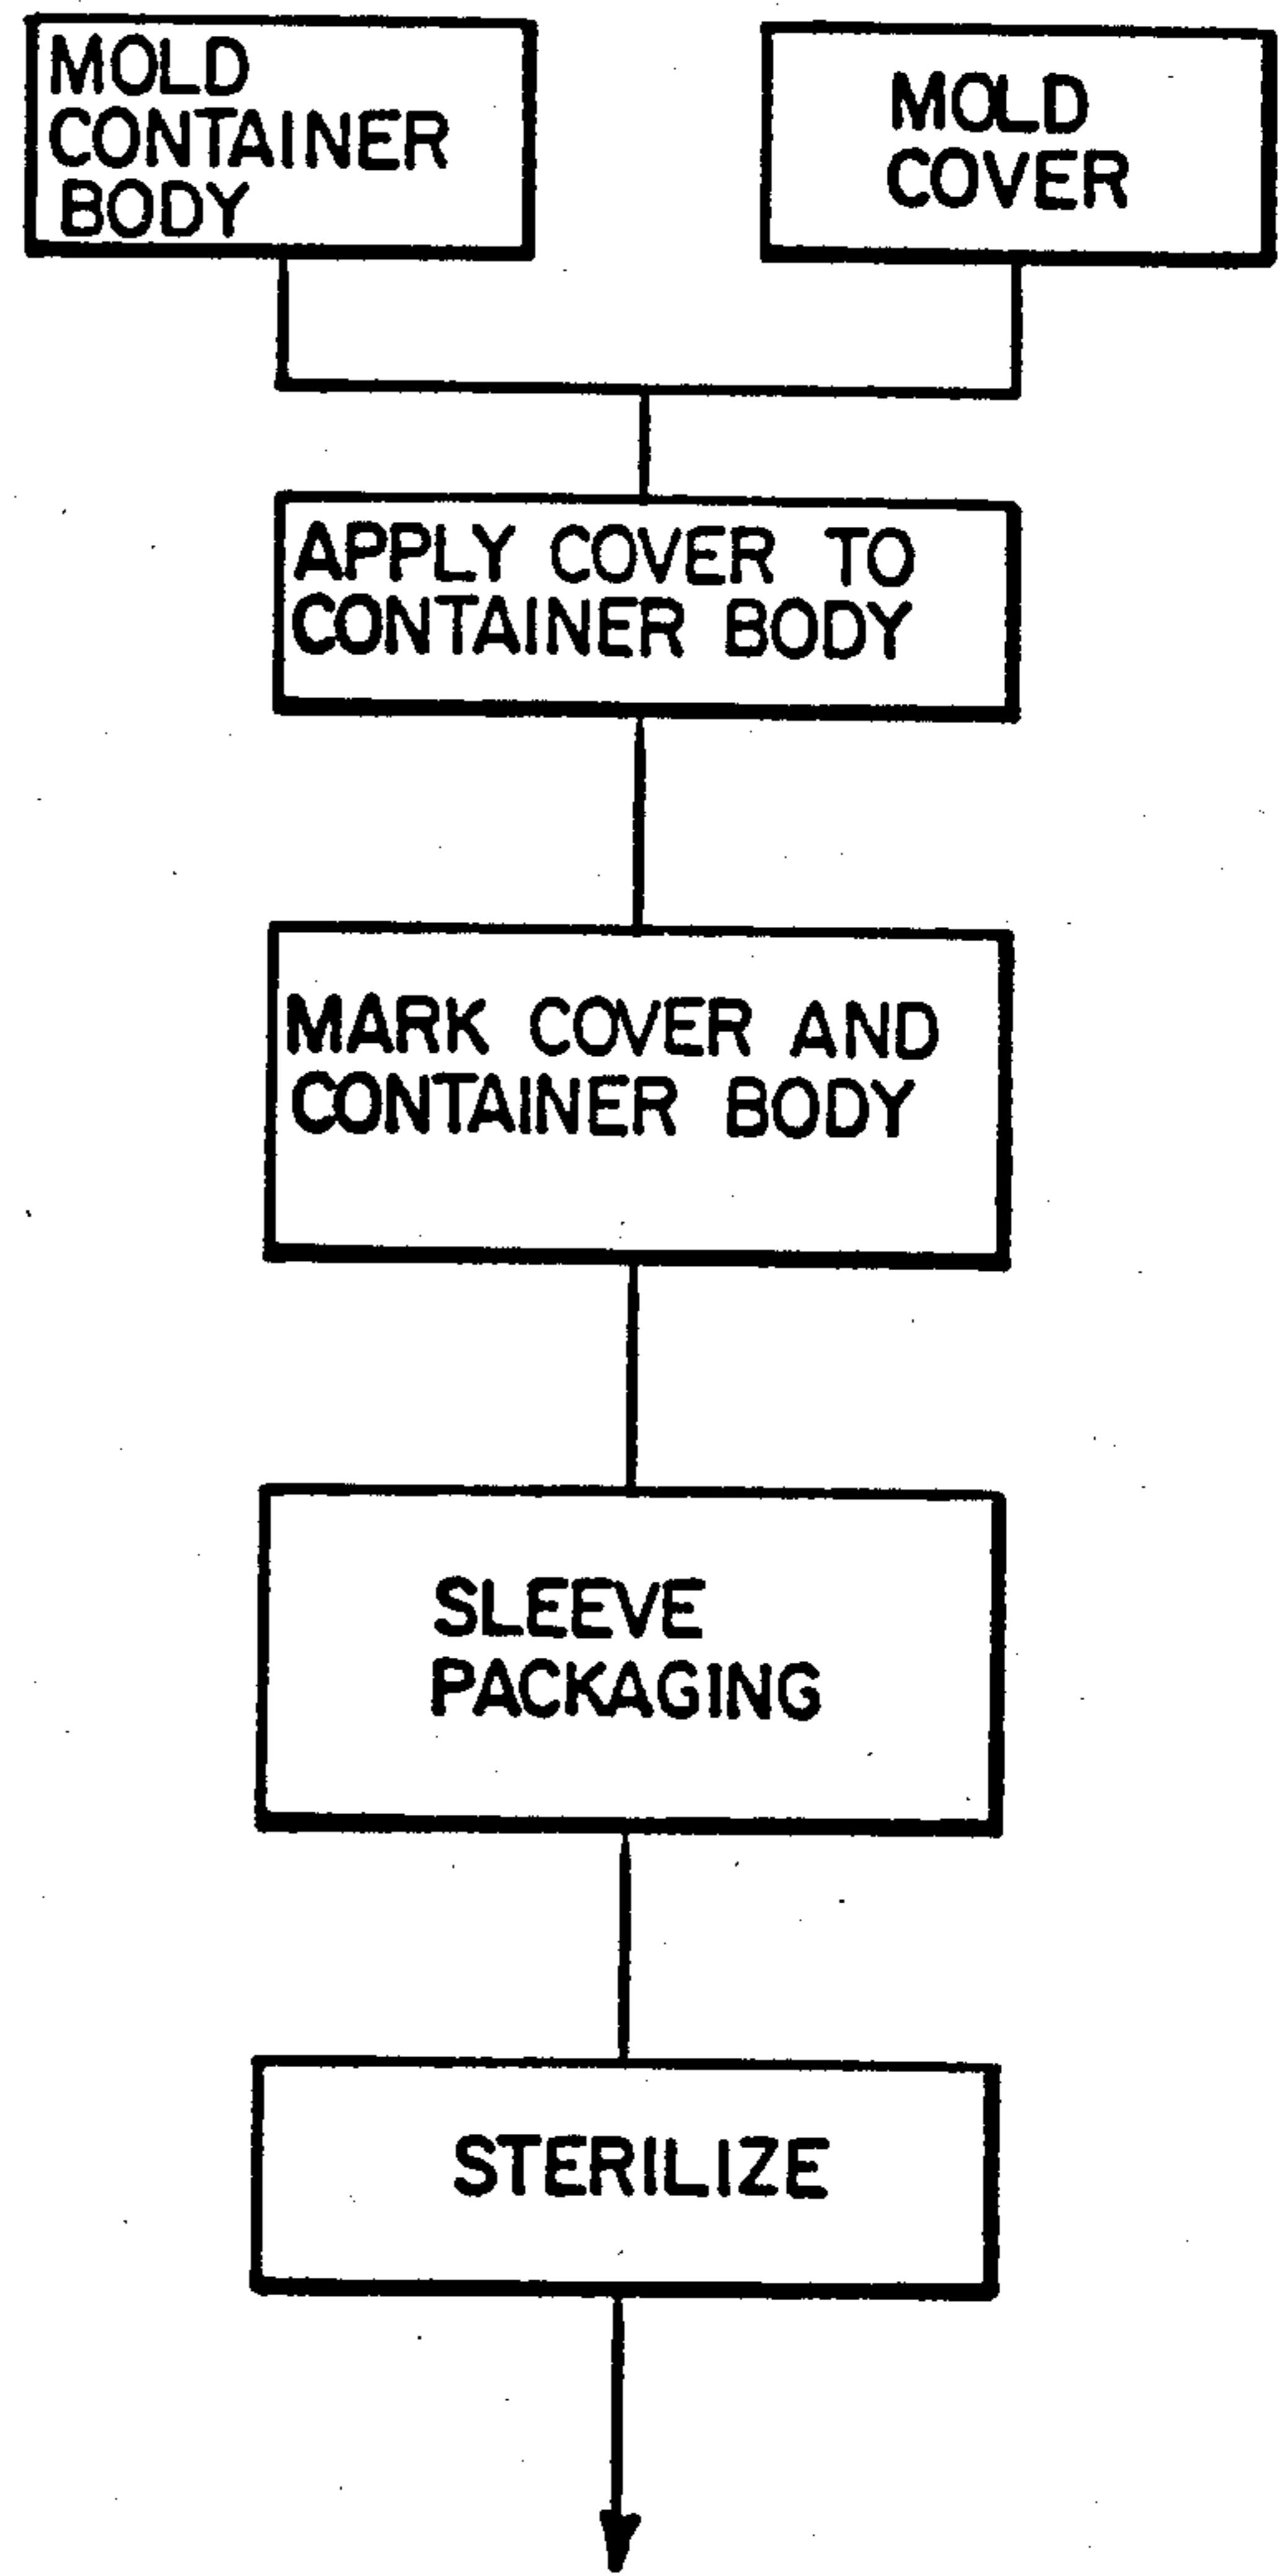 MOLD
CONTAINER
BODY
MOLD
COVER
APPLY COVER TO
CONTAINER BODY
MARK COVER AND
CONTAINER BODY
SLEEVE
PACKAGING
STERILIZE